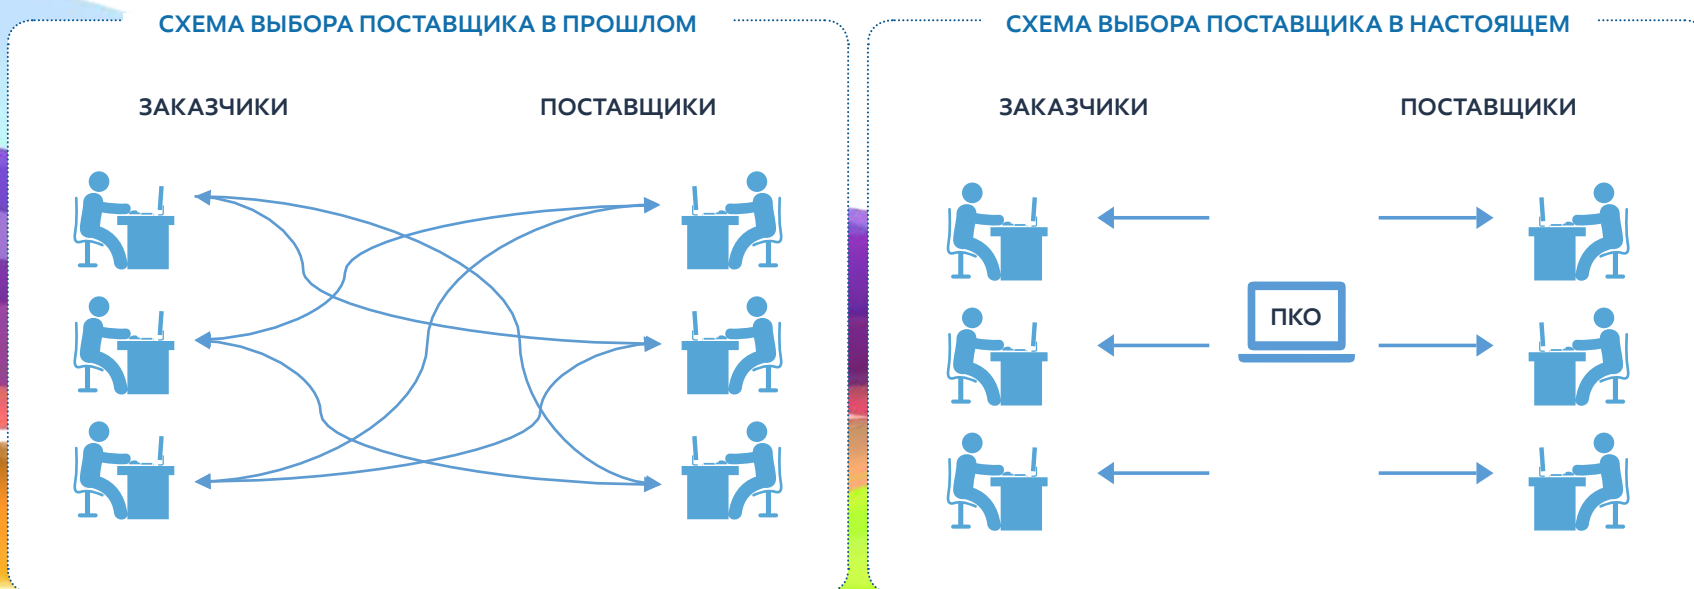 СХЕМА ВЫБОРА ПОСТАВЩИКА В ПРОШЛОМ
ЗАКАЗЧИКИ
ПОСТАВЩИКИ
СХЕМА ВЫБОРА ПОСТАВЩИКА В НАСТОЯЩЕМ
ЗАКАЗЧИКИ
ПОСТАВЩИКИ
ПКО